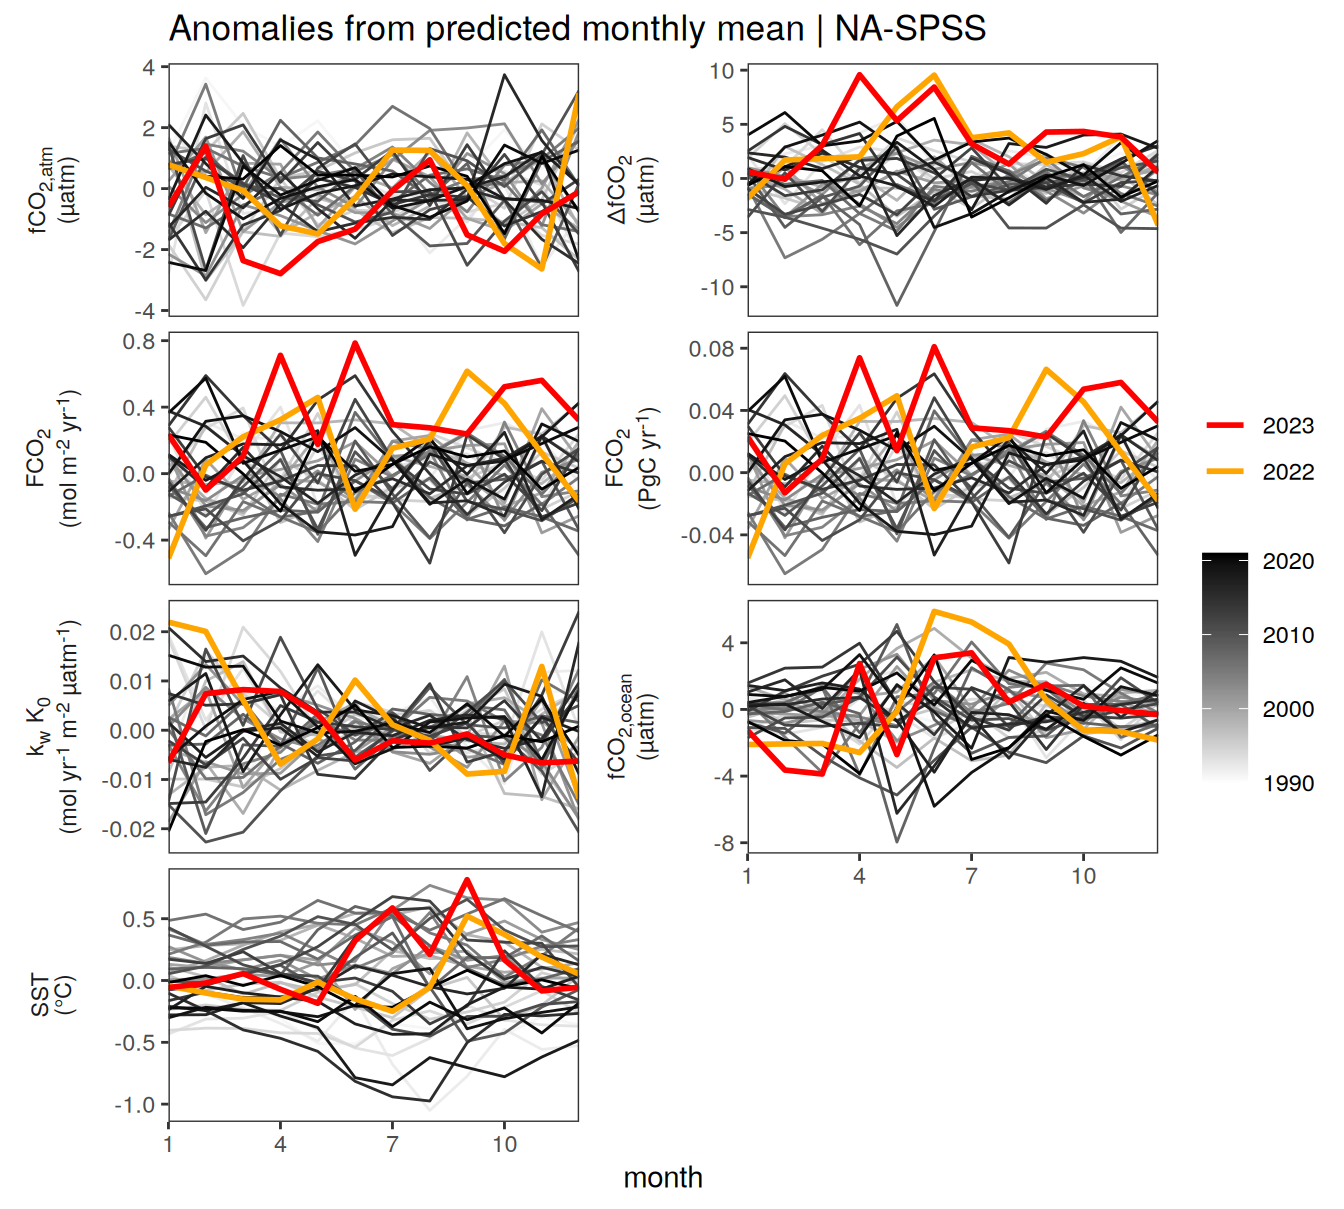 Anomalies from predicted monthly mean | NA-SPSS
fCO2,atm
(µatm)
4
2
0
-2
-4
ΔfCO2
(µatm)
10
5
0
-5
-10
FCO2
(mol m-2 yr-1)
0.8
0.4
0.0
-0.4
FCO2
(PgC yr-1)
0.08
0.04
0.00
-0.04
kw K0
(mol yr-1 m-2 µatm-1)
0.02
0.01
0.00
-0.01
-0.02
fCO2,ocean
(µatm)
4
0
-4
-8
1 4 7 10
SST
(°C)
0.5
0.0
-0.5
-1.0
1 4 7 10
month
2023
2022
2020
2010
2000
1990